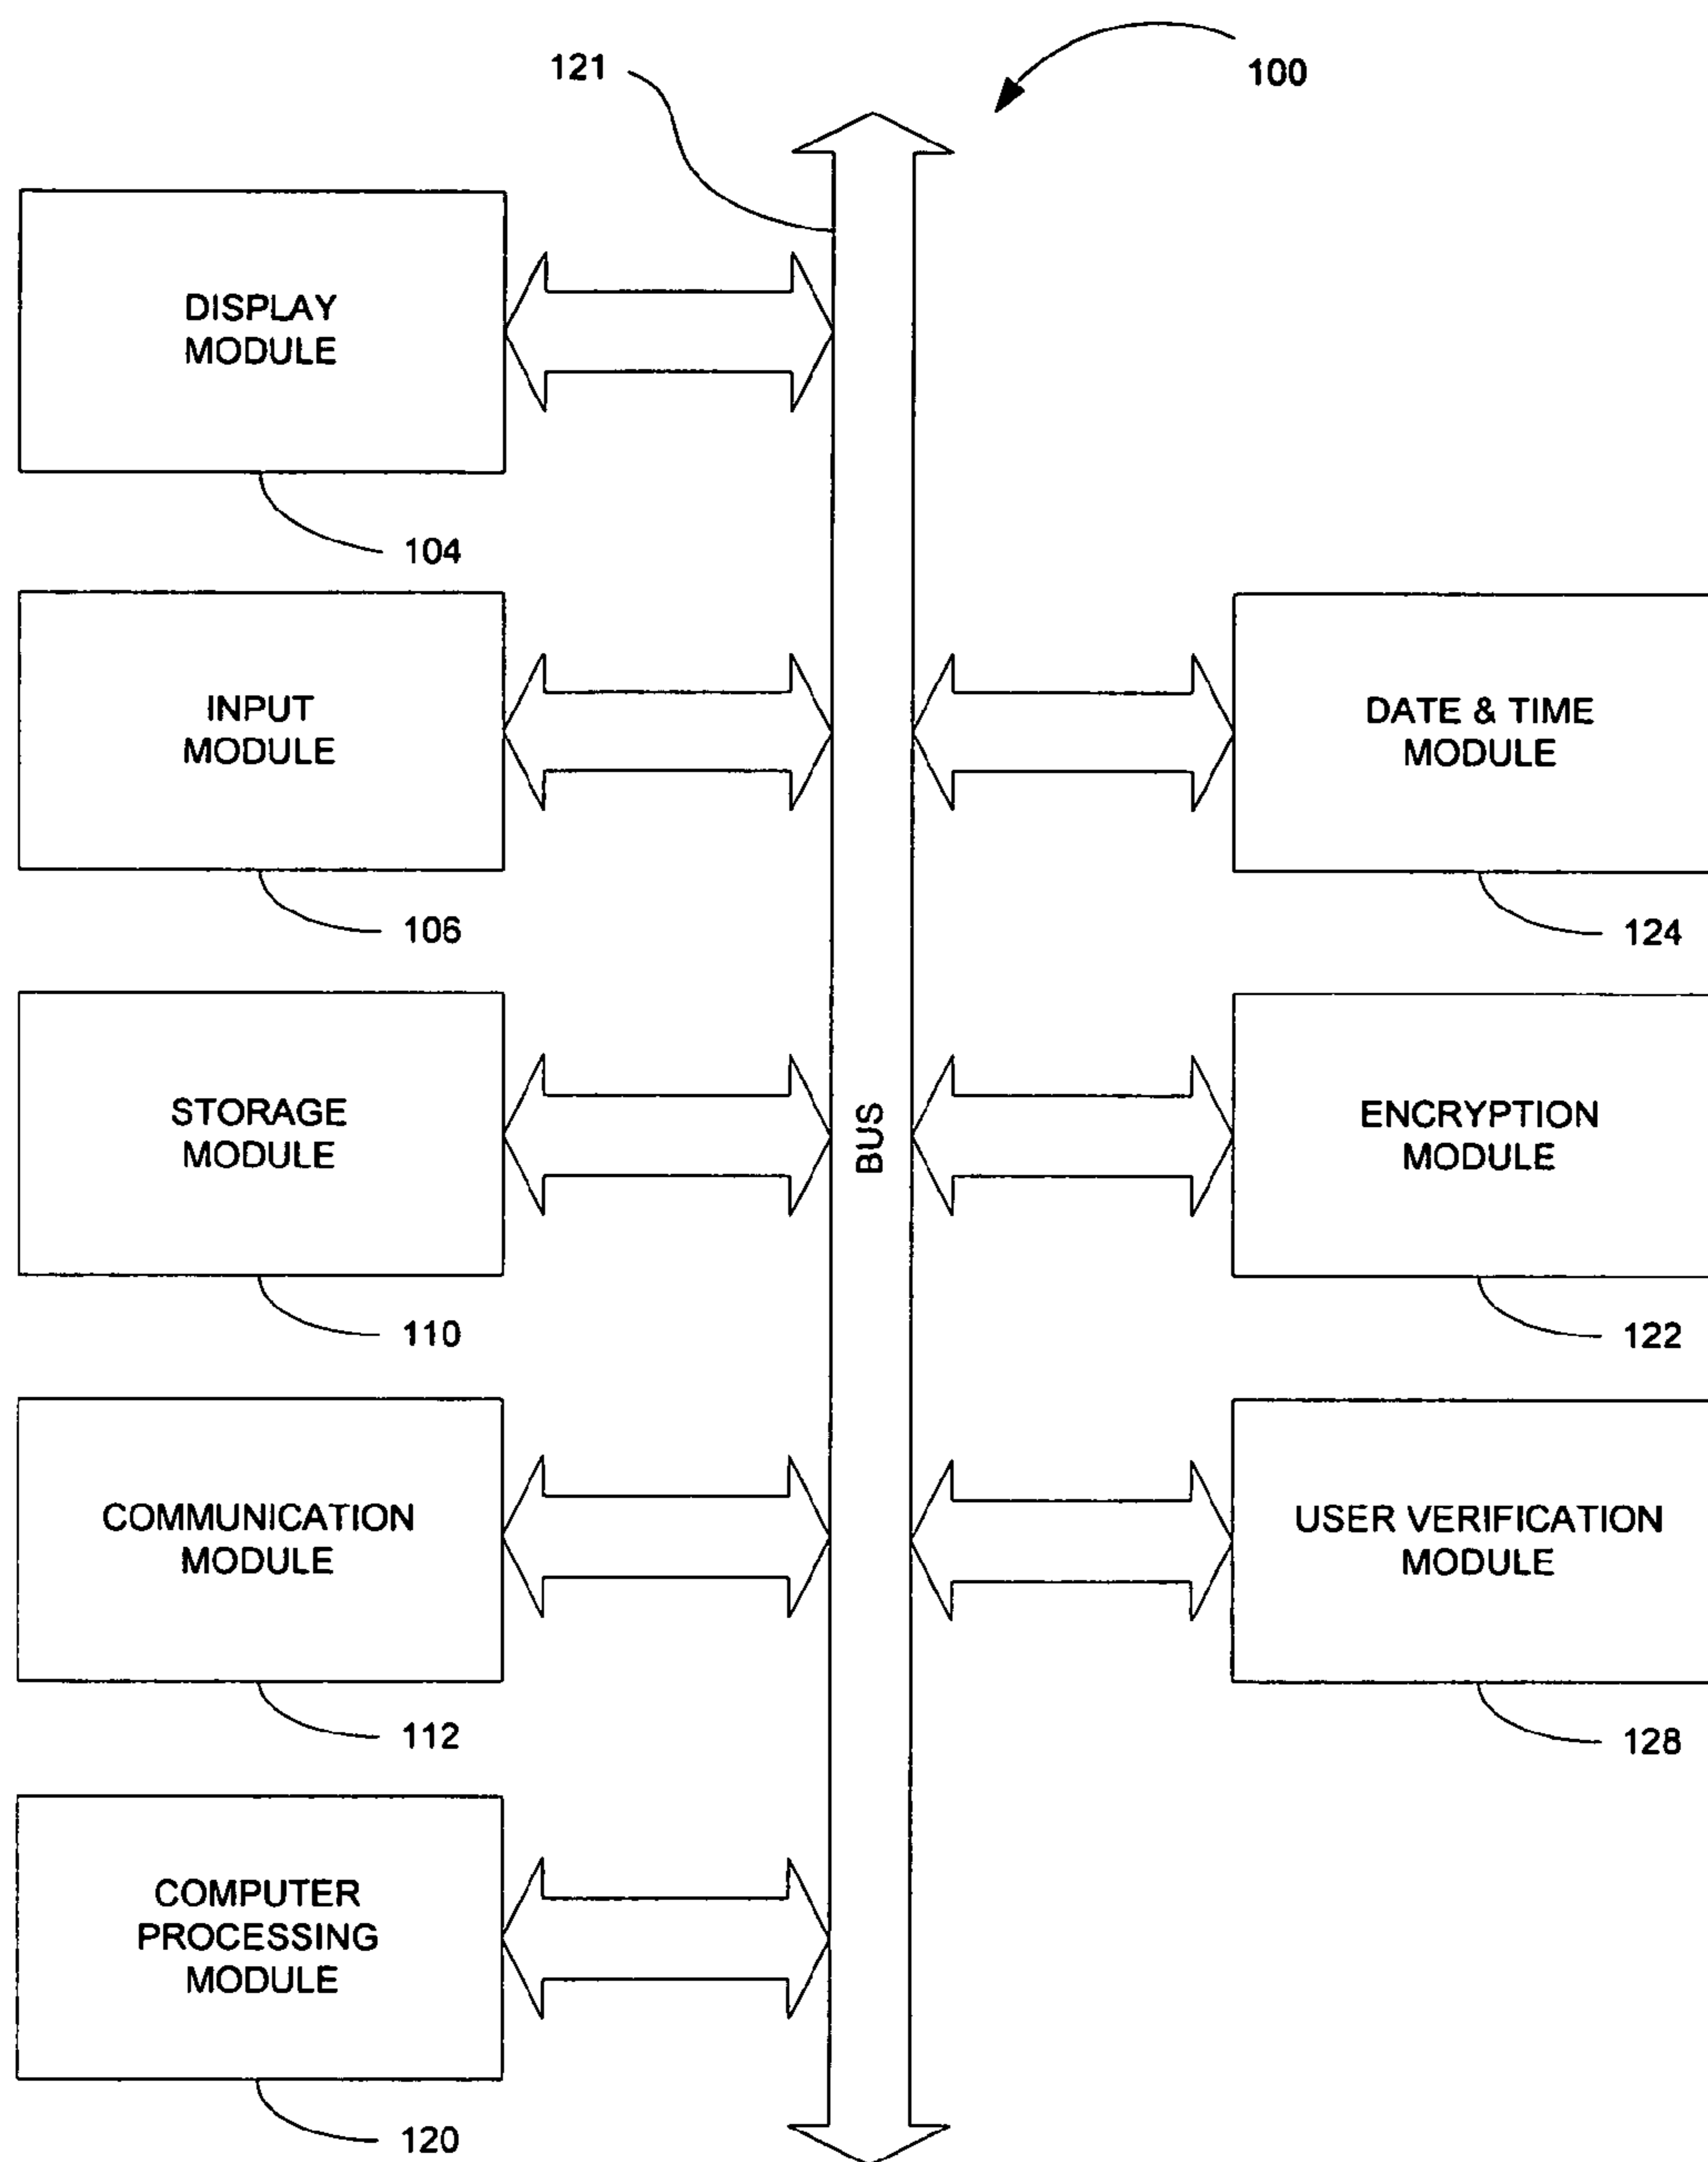 121
100
DISPLAY
MODULE
104
INPUT
MODULE
106
DATE & TIME
MODULE
124
STORAGE
MODULE
110
BUS
ENCRYPTION
MODULE
122
COMMUNICATION
MODULE
112
USER VERIFICATION
MODULE
128
COMPUTER
PROCESSING
MODULE
120